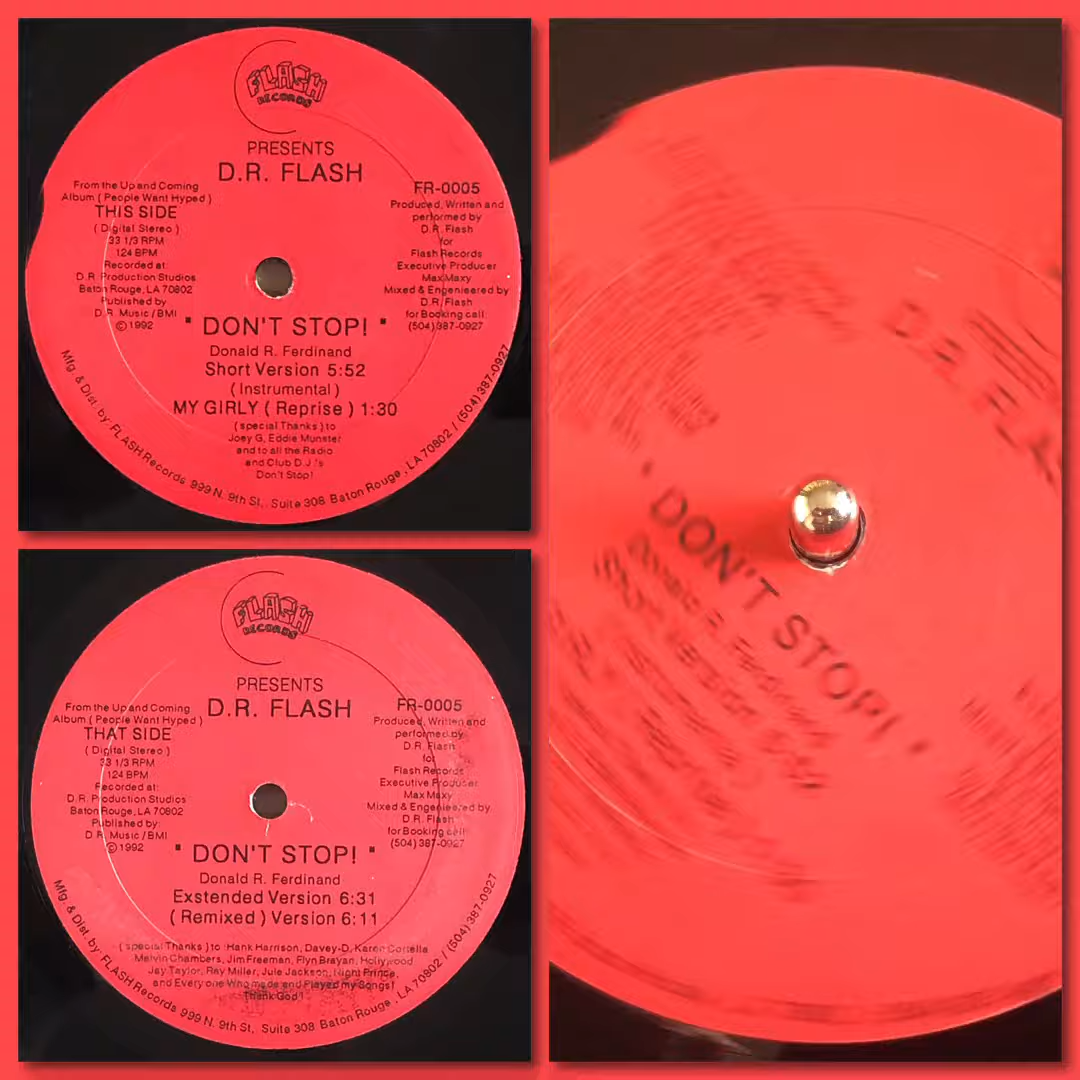 FLASH
RECORDS
PRESENTS
D.R. FLASH
From the Up and Coming
Album ( People Want Hyped )
THIS SIDE
( Digital Stereo )
33 1/3 RPM
124 BPM
Recorded at:
D.R. Production Studios
Baton Rouge, LA 70802
Published by:
D.R. Music / BMI
©1992
FR-0005
Produced, Written and
performed by
D.R. Flash
for
Flash Records
Executive Producer
Max Maxy
Mixed & Engenieered by
D.R. Flash
for Booking call:
(504) 387-0927
" DON'T STOP! "
Donald R. Ferdinand
Short Version 5:52
( Instrumental )
MY GIRLY ( Reprise ) 1:30
( special Thanks ) to
Joey G, Eddie Munster
and to all the Radio
and Club D.J.'s
Don't Stop!
Mfg. & Dist. by: FLASH Records 999 N. 9th St., Suite 308 Baton Rouge, LA 70802 / (504) 387-0927
FLASH
RECORDS
PRESENTS
D.R. FLASH
From the Up and Coming
Album ( People Want Hyped )
THAT SIDE
( Digital Stereo )
33 1/3 RPM
124 BPM
Recorded at:
D.R. Production Studios
Baton Rouge, LA 70802
Published by:
D.R. Music / BMI
©1992
FR-0005
Produced, Written and
performed by
D.R. Flash
for
Flash Records
Executive Producer
Max Maxy
Mixed & Engenieered by
D.R. Flash
for Booking call:
(504) 387-0927
" DON'T STOP! "
Donald R. Ferdinand
Exstended Version 6:31
( Remixed ) Version 6:11
( special Thanks ) to Hank Harrison, Davey-D, Karen Cortella
Melvin Chambers, Jim Freeman, Flyn Brayan, Hollywood
Jay Taylor, Ray Miller, Jule Jackson, Night Prince,
and Everyone Who made and Played my Songs!
Thank God!
Mfg. & Dist. by: FLASH Records 999 N. 9th St., Suite 308 Baton Rouge, LA 70802 / (504) 387-0927
D.R. FLA
" DON'T STOP! "